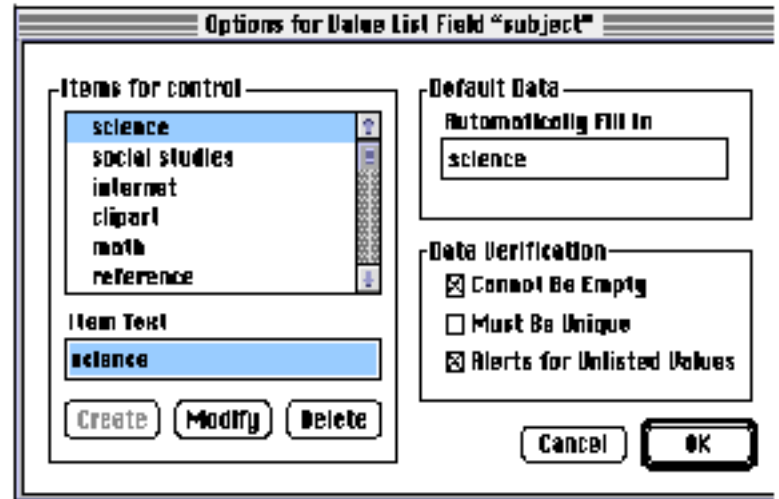 Options for Value List Field “subject”
Items for control
science
social studies
internet
clipart
math
reference
Item Text
science
Create Modify Delete
Default Data
Automatically Fill in
science
Data Verification
Cannot Be Empty
Must Be Unique
Alerts for Unlisted Values
Cancel OK